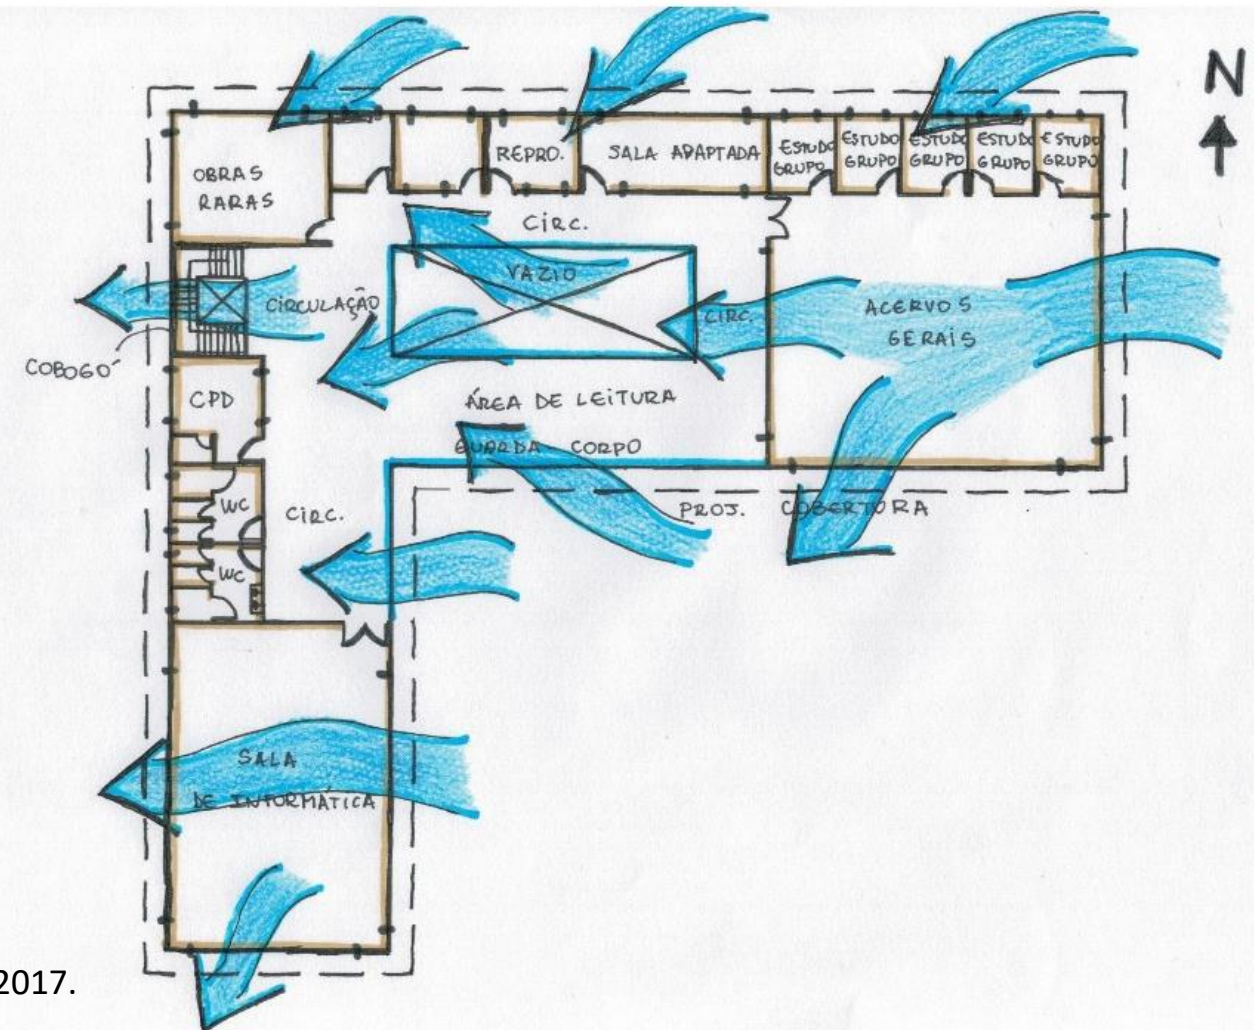 N
OBRAS
RARAS
REPRO.
SALA ADAPTADA
ESTUDO
GRUPO
ESTUDO
GRUPO
ESTUDO
GRUPO
ESTUDO
GRUPO
ESTUDO
GRUPO
CIRC.
VAZIO
CIRCULAÇÃO
CIRC.
ACERVOS
GERAIS
COBOGÓ
CPD
ÁREA DE LEITURA
GUARDA CORPO
WC
CIRC.
PROJ. COBERTURA
WC
SALA
DE INFORMÁTICA
2017.